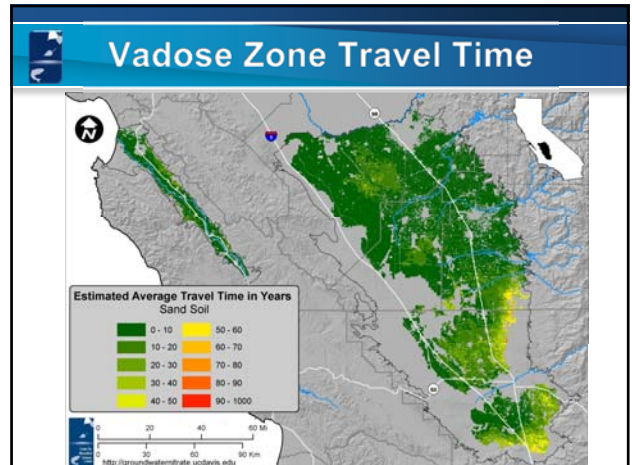 Vadose Zone Travel Time
N
5
99
Estimated Average Travel Time in Years
Sand Soil
0 - 10
10 - 20
20 - 30
30 - 40
40 - 50
50 - 60
60 - 70
70 - 80
80 - 90
90 - 1000
0 20 40 60 Mi
0 30 60 90 Km
http://groundwaternitrate.ucdavis.edu